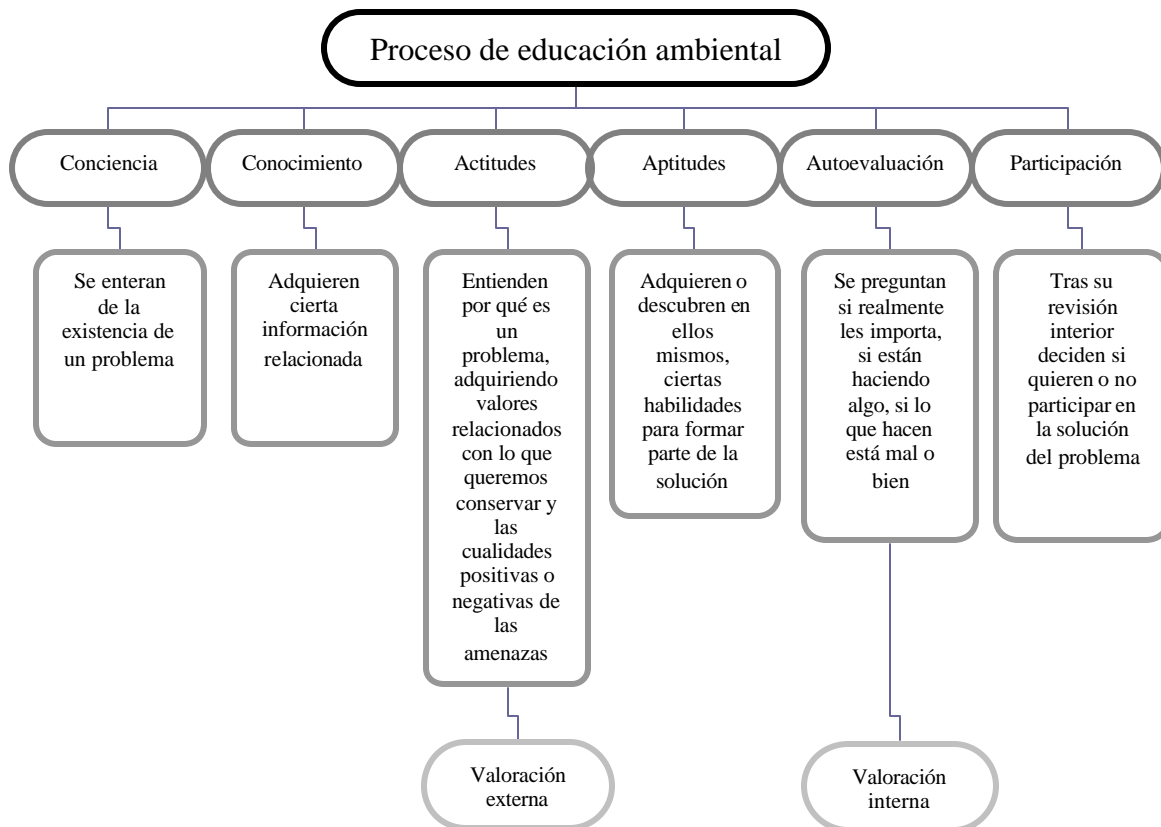 Proceso de educación ambiental
Conciencia
Conocimiento
Actitudes
Aptitudes
Autoevaluación
Participación
Se enteran
de la
existencia de
un problema
Adquieren
cierta
información
relacionada
Entienden
por qué es
un
problema,
adquiriendo
valores
relacionados
con lo que
queremos
conservar y
las
cualidades
positivas o
negativas de
las
amenazas
Adquieren o
descubren en
ellos
mismos,
ciertas
habilidades
para formar
parte de la
solución
Se preguntan
si realmente
les importa,
si están
haciendo
algo, si lo
que hacen
está mal o
bien
Tras su
revisión
interior
deciden si
quieren o no
participar en
la solución
del problema
Valoración
externa
Valoración
interna